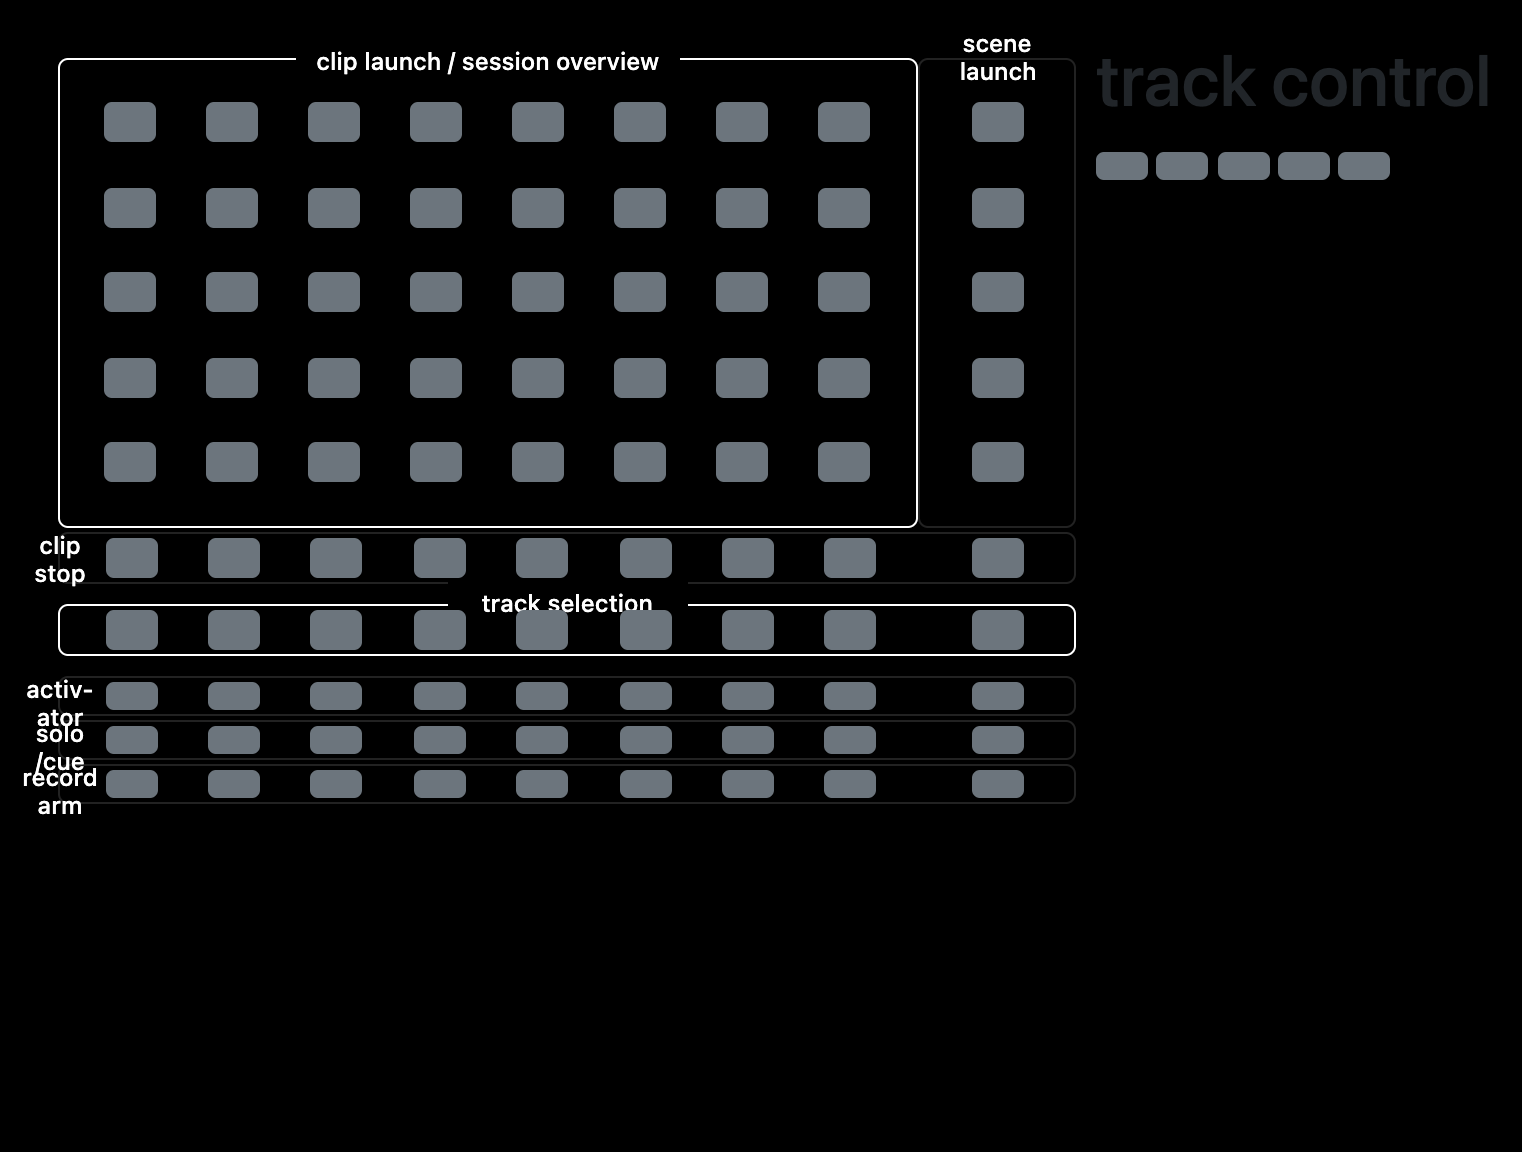 clip launch / session overview
scene
launch
track control
clip
stop
track selection
activ-
ator
solo
/cue
record
arm